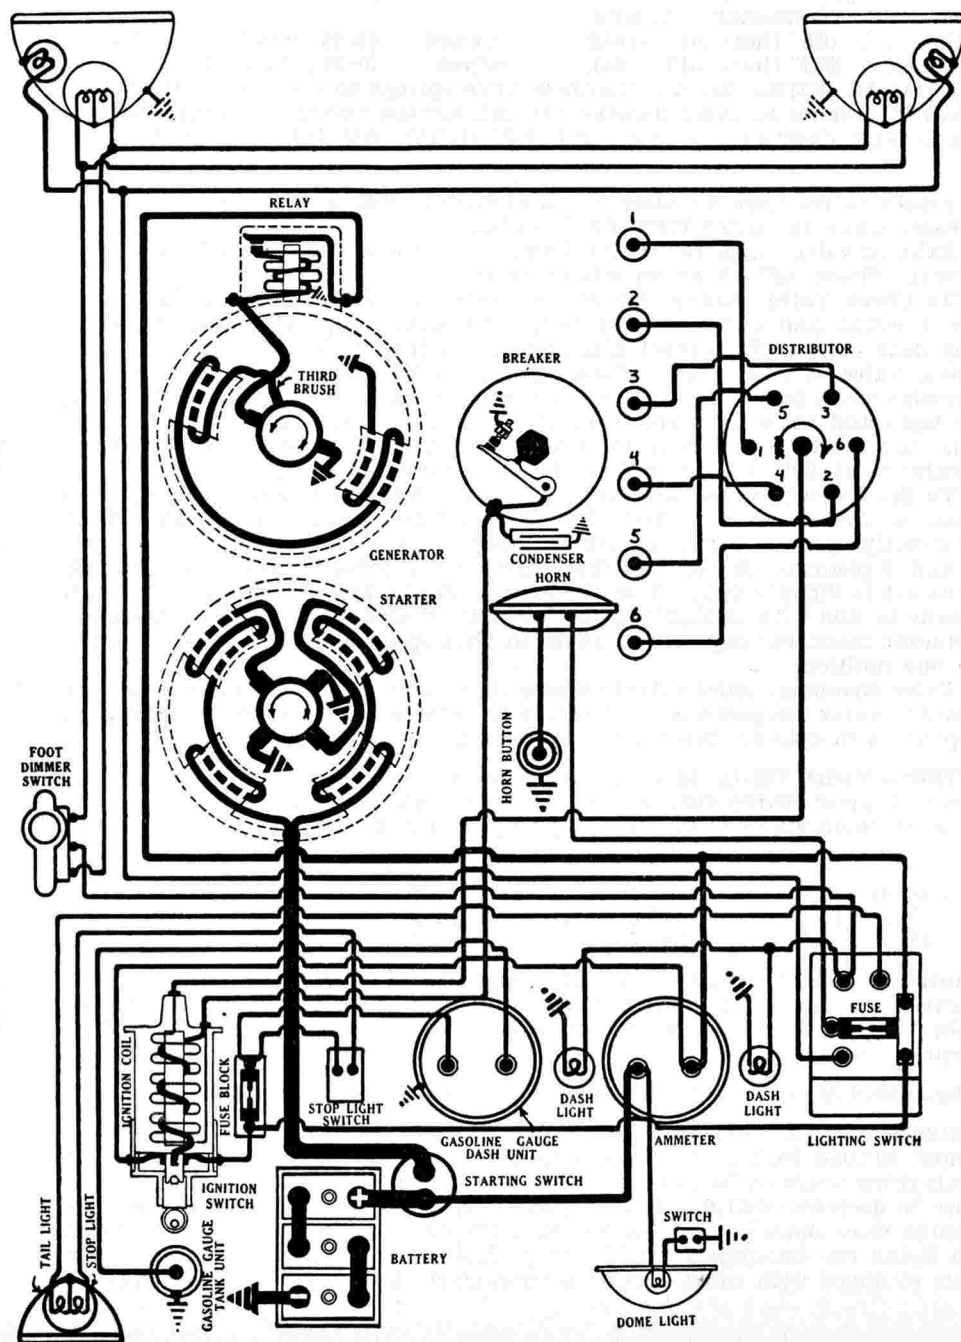 RELAY
1
2
BREAKER
DISTRIBUTOR
THIRD
BRUSH
3
5
3
1
6
4
4
2
CONDENSER
GENERATOR
5
HORN
STARTER
6
HORN BUTTON
FOOT
DIMMER
SWITCH
FUSE
IGNITION COIL
FUSE BLOCK
STOP LIGHT
SWITCH
DASH
LIGHT
DASH
LIGHT
GASOLINE GAUGE
DASH UNIT
AMMETER
LIGHTING SWITCH
IGNITION
SWITCH
STARTING SWITCH
TAIL LIGHT
STOP LIGHT
GASOLINE GAUGE
TANK UNIT
BATTERY
SWITCH
DOME LIGHT